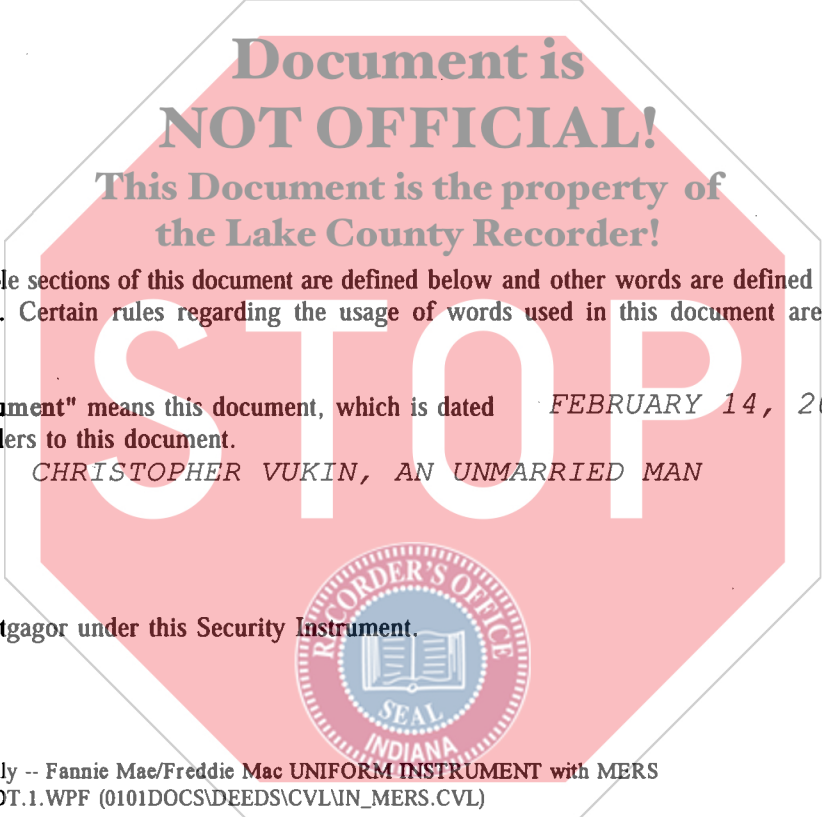 Document is
NOT OFFICIAL!
This Document is the property of
the Lake County Recorder!
le sections of this document are defined below and other words are defined
. Certain rules regarding the usage of words used in this document are
STOP
ument" means this document, which is dated FEBRUARY 14, 20
ders to this document.
CHRISTOPHER VUKIN, AN UNMARRIED MAN
tgagor under this Security Instrument.
RECORDER'S OFFICE
SEAL
INDIANA
ly -- Fannie Mae/Freddie Mac UNIFORM INSTRUMENT with MERS
OT.1.WPF (0101DOCS\DEEDS\CVL\IN_MERS.CVL)